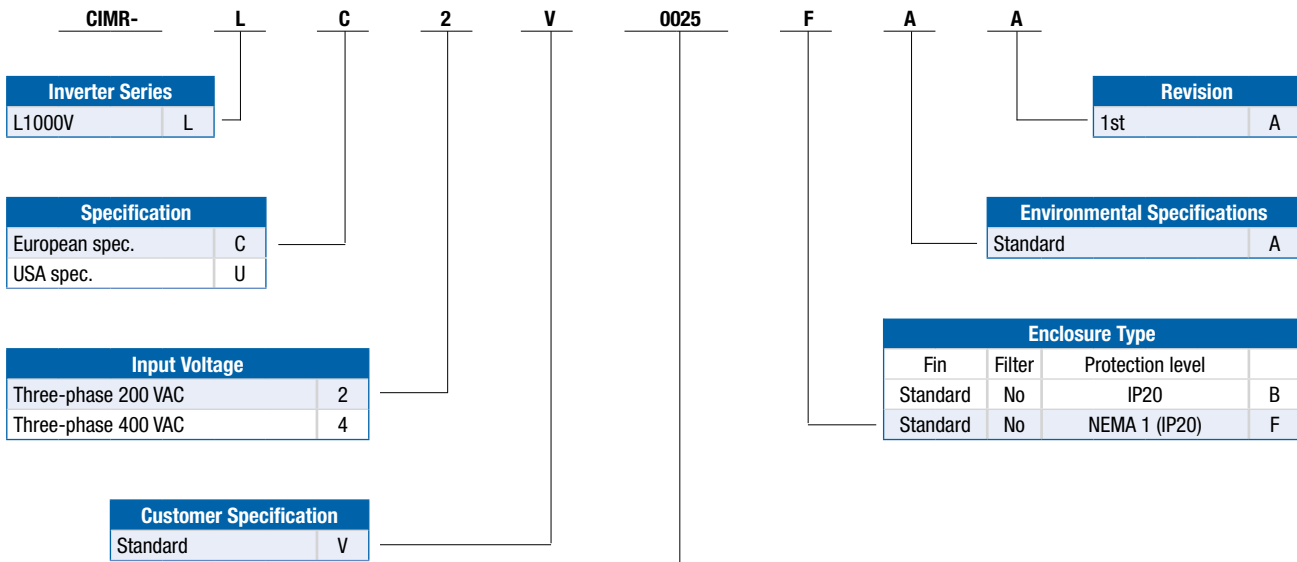 CIMR- L C 2 V 0025 F A A
Inverter Series
L1000V L
Revision
1st A
Specification
European spec. C
USA spec. U
Environmental Specifications
Standard A
Input Voltage
Three-phase 200 VAC 2
Three-phase 400 VAC 4
Enclosure Type
Fin Filter Protection level
Standard No IP20 B
Standard No NEMA 1 (IP20) F
Customer Specification
Standard V